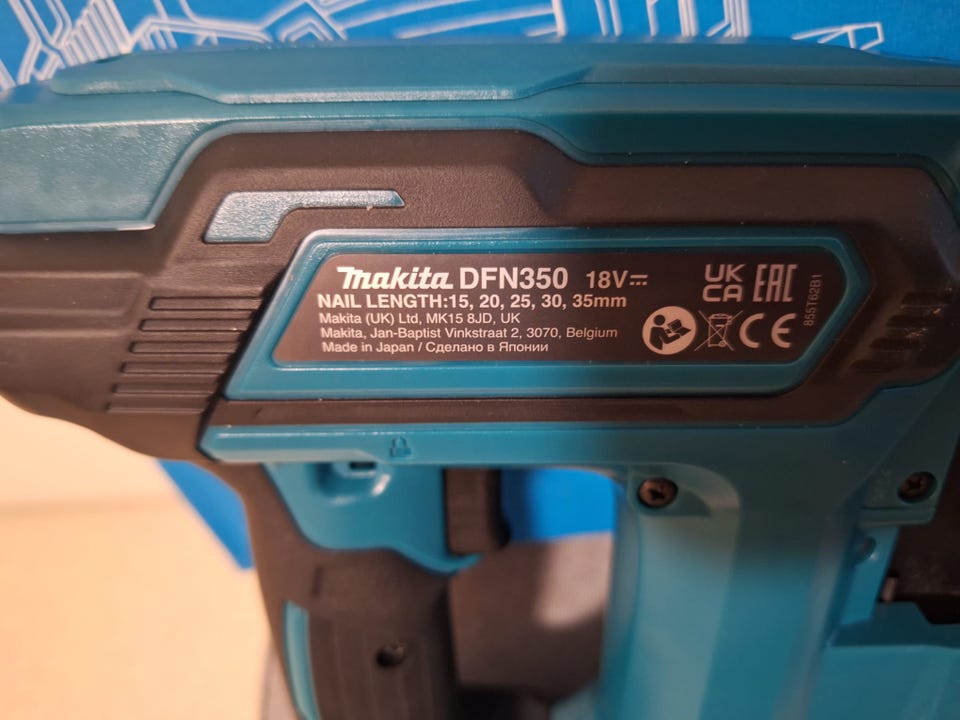 makita DFN350 18V⎓
NAIL LENGTH:15, 20, 25, 30, 35mm
Makita (UK) Ltd, MK15 8JD, UK
Makita, Jan-Baptist Vinkstraat 2, 3070, Belgium
Made in Japan / Сделано в Японии
UK
CA
EAC
CE
855T62B1